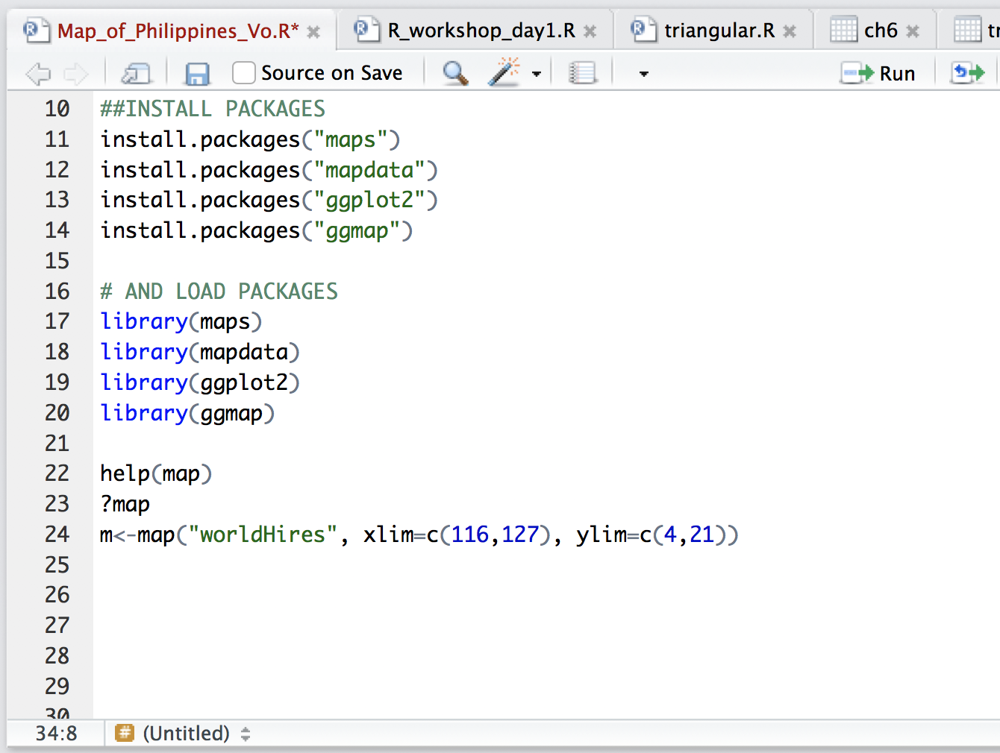 Map_of_Philippines_Vo.R* R_workshop_day1.R triangular.R ch6
Source on Save Run
10 ##INSTALL PACKAGES
11 install.packages("maps")
12 install.packages("mapdata")
13 install.packages("ggplot2")
14 install.packages("ggmap")
15
16 # AND LOAD PACKAGES
17 library(maps)
18 library(mapdata)
19 library(ggplot2)
20 library(ggmap)
21
22 help(map)
23 ?map
24 m<-map("worldHires", xlim=c(116,127), ylim=c(4,21))
25
26
27
28
29
30
34:8 # (Untitled)